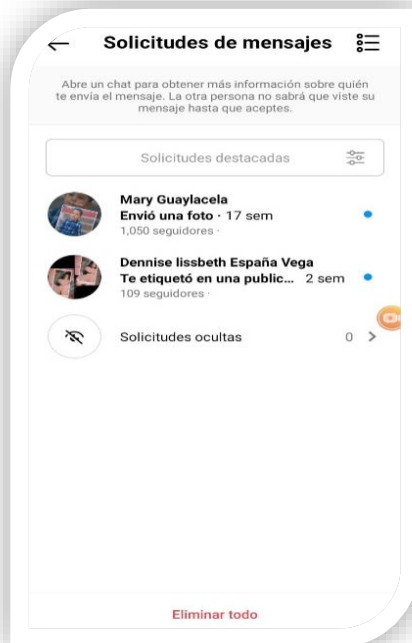 Solicitudes de mensajes
Abre un chat para obtener más información sobre quién
te envía el mensaje. La otra persona no sabrá que viste su
mensaje hasta que aceptes.
Solicitudes destacadas
Mary Guaylacela
Envió una foto · 17 sem
1,050 seguidores ·
Dennise lissbeth España Vega
Te etiquetó en una public... 2 sem
109 seguidores ·
Solicitudes ocultas 0
Eliminar todo